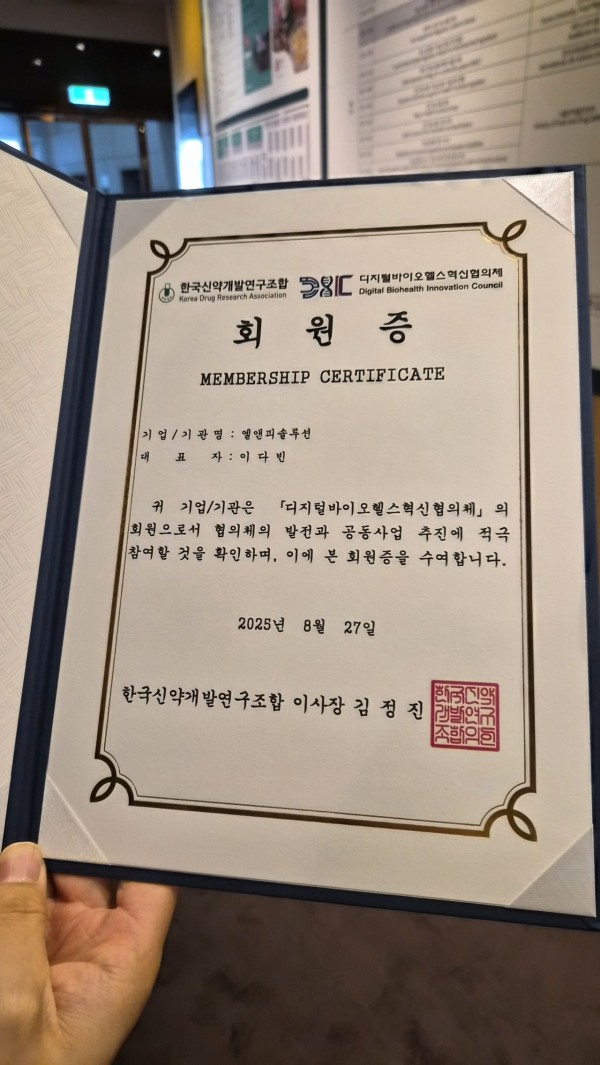 한국신약개발연구조합
Korea Drug Research Association
DXIC
디지털바이오헬스혁신협의체
Digital Biohealth Innovation Council
회 원 증
MEMBERSHIP CERTIFICATE
기업/기관명 : 엘앤피솔루션
대 표 자 : 이 다 빈
귀 기업/기관은 「디지털바이오헬스혁신협의체」의
회원으로서 협의체의 발전과 공동사업 추진에 적극
참여할 것을 확인하며, 이에 본 회원증을 수여합니다.
2025년 8월 27일
한국신약개발연구조합 이사장 김 정 진